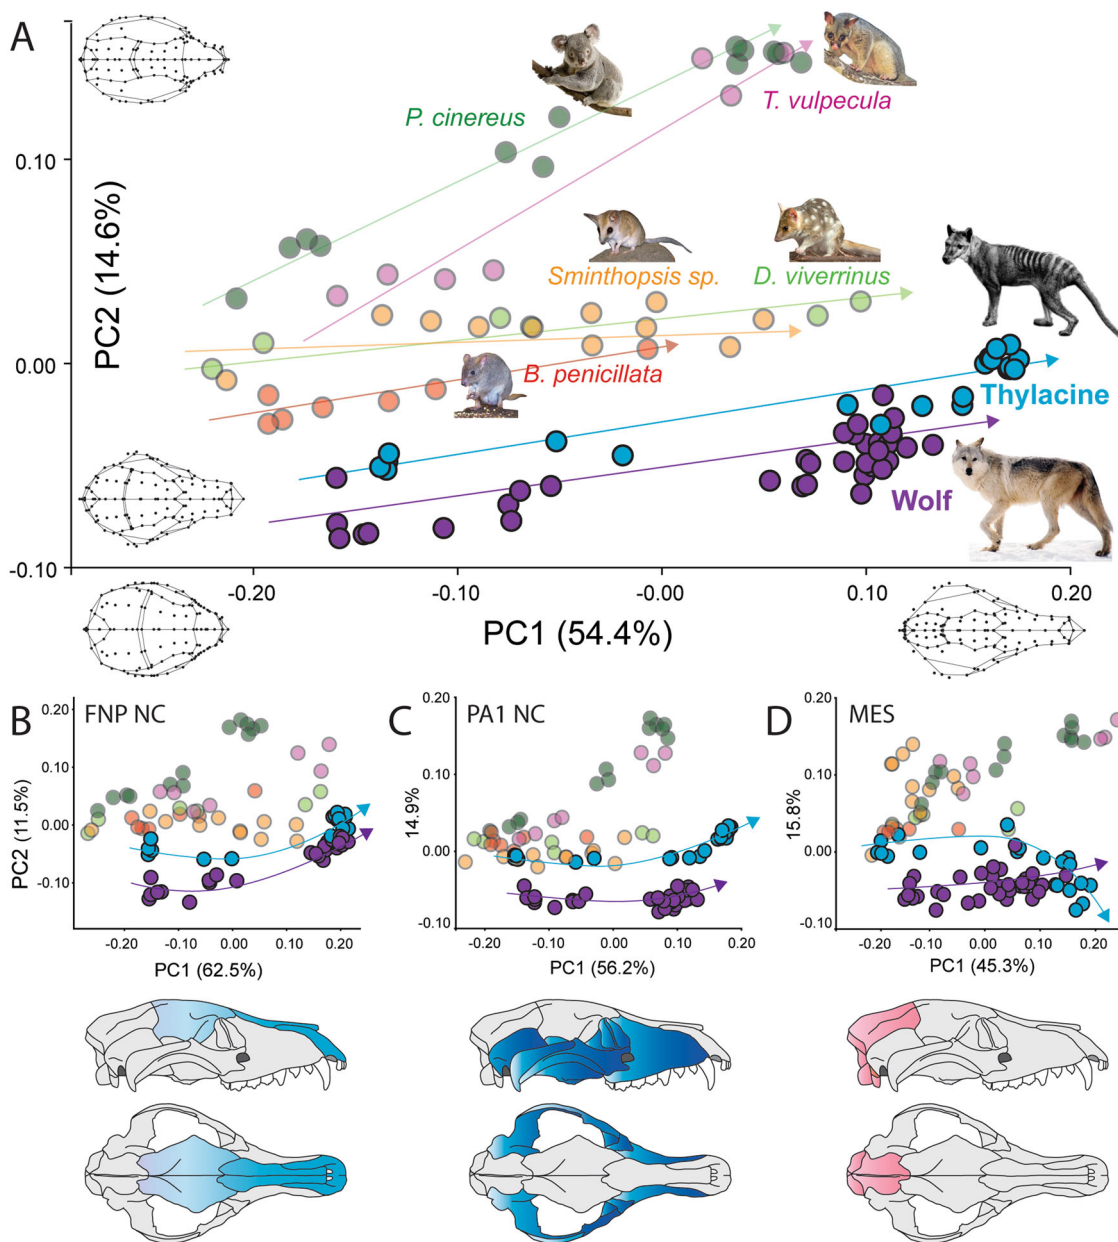 A
PC2 (14.6%)
0.10
0.00
-0.10
P. cinereus
T. vulpecula
Sminthopsis sp.
D. viverrinus
B. penicillata
Thylacine
Wolf
-0.20
-0.10
-0.00
0.10
0.20
PC1 (54.4%)
B
FNP NC
PC2 (11.5%)
0.20
0.10
0.00
-0.10
-0.20
-0.10
0.00
0.10
0.20
PC1 (62.5%)
C
PA1 NC
14.9%
0.20
0.10
0.00
-0.10
-0.20
-0.10
0.00
0.10
0.20
PC1 (56.2%)
D
MES
15.8%
0.20
0.10
0.00
-0.10
-0.20
-0.10
0.00
0.10
0.20
PC1 (45.3%)